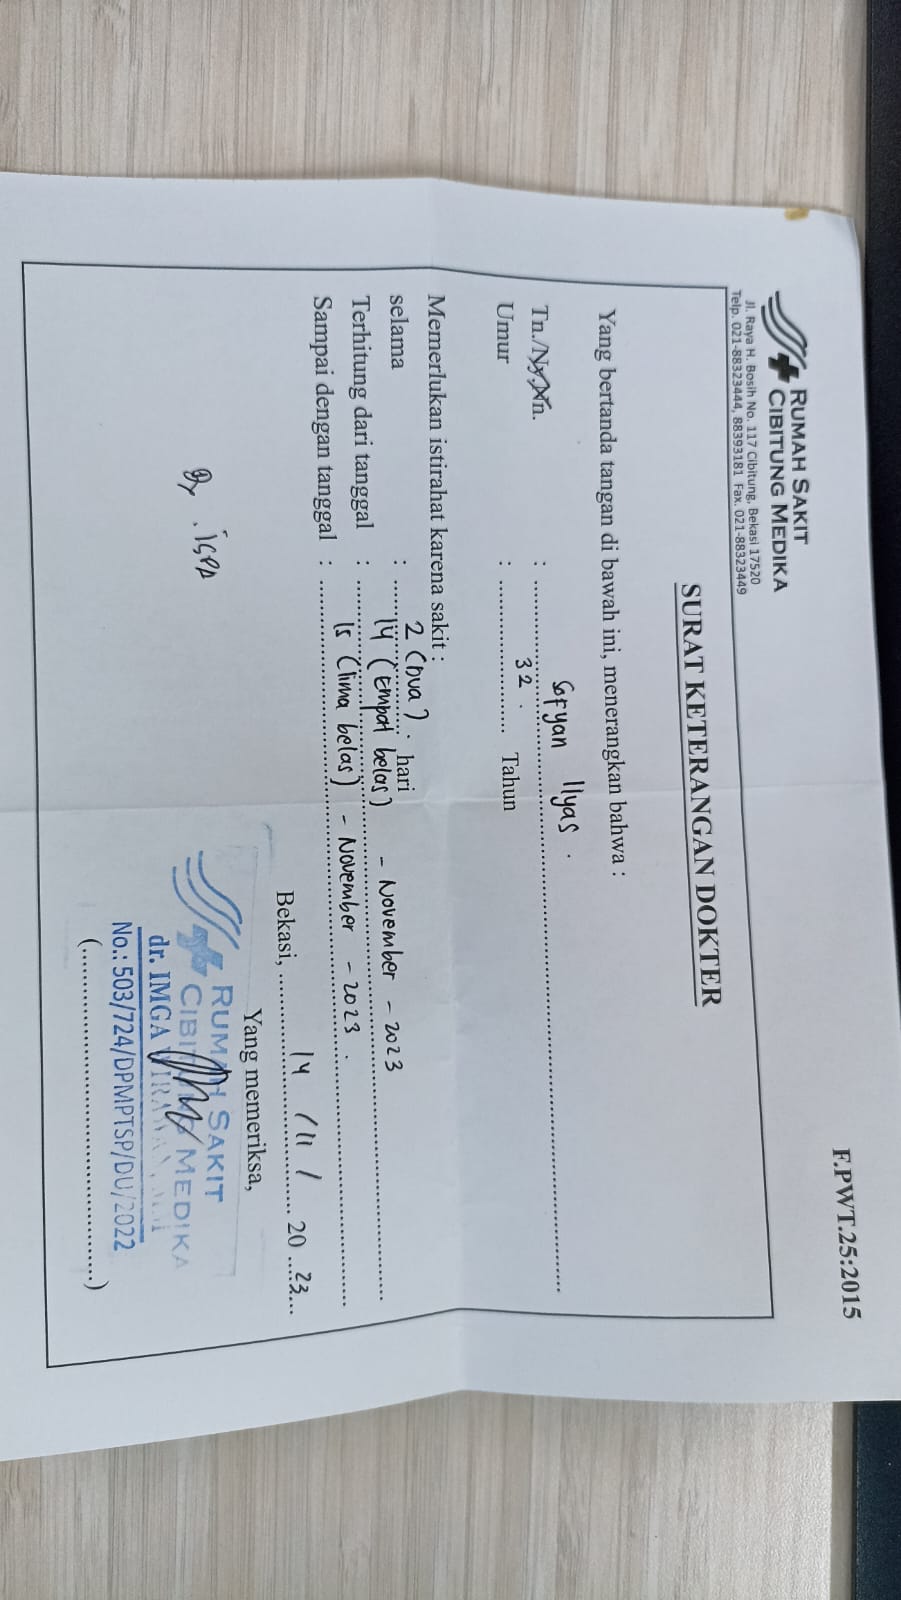 F.PWT.25:2015
RUMAH SAKIT
CIBITUNG MEDIKA
Jl. Raya H. Bosih No. 117 Cibitung, Bekasi 17520
Telp. 021-88323444, 88393181 Fax. 021-88323449
SURAT KETERANGAN DOKTER
Yang bertanda tangan di bawah ini, menerangkan bahwa :
Tn./Ny./An. : Sofyan Ilyas.
Umur : 32. Tahun
Memerlukan istirahat karena sakit :
selama : 2 (Dua). hari
Terhitung dari tanggal : 14 (Empat belas) - November - 2023
Sampai dengan tanggal : 15 (lima belas) - November - 2023.
Bekasi, 14 / 11 / 20 23
Yang memeriksa,
Dx. ISPA
RUMAH SAKIT
CIBITUNG MEDIKA
dr. IMGA
No.: 503/724/DPMPTSP/DU/2022
(..............................)